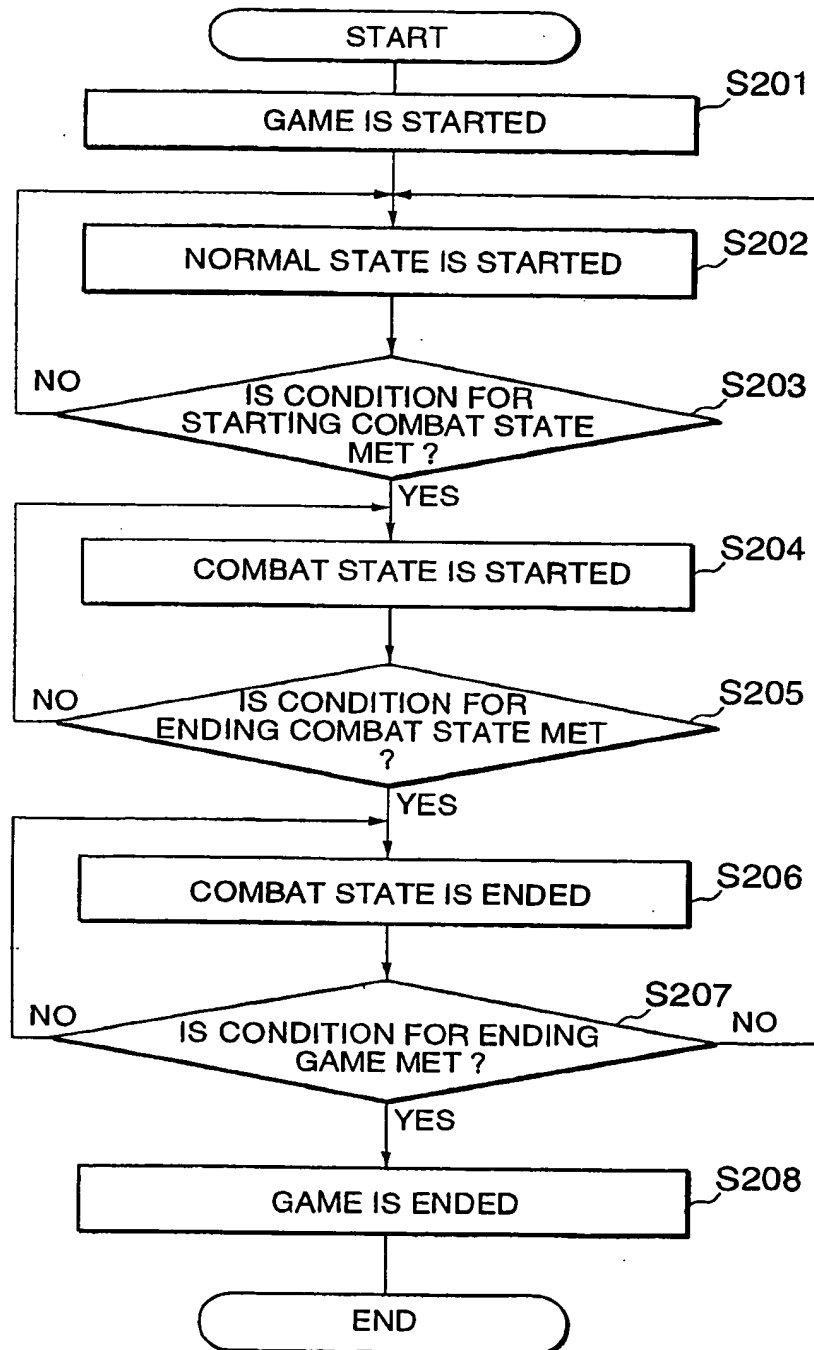 START
S201
GAME IS STARTED
S202
NORMAL STATE IS STARTED
NO
S203
IS CONDITION FOR
STARTING COMBAT STATE
MET ?
YES
S204
COMBAT STATE IS STARTED
NO
S205
IS CONDITION FOR
ENDING COMBAT STATE MET
?
YES
S206
COMBAT STATE IS ENDED
S207
NO
NO
IS CONDITION FOR ENDING
GAME MET ?
YES
S208
GAME IS ENDED
END